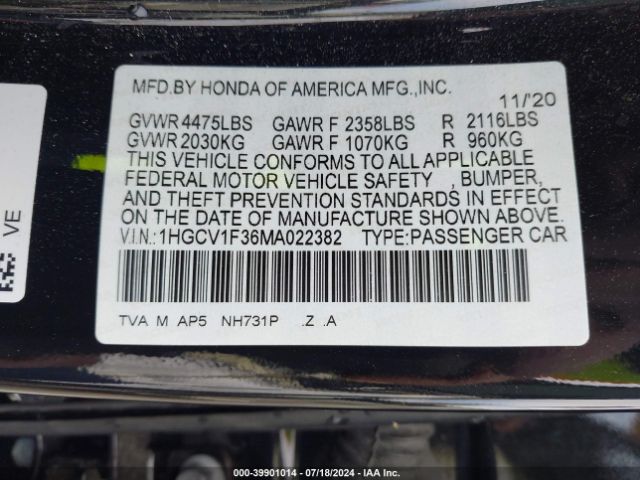 MFD.BY HONDA OF AMERICA MFG.,INC.
11/'20
GVWR 4475LBS GAWR F 2358LBS R 2116LBS
GVWR 2030KG GAWR F 1070KG R 960KG
THIS VEHICLE CONFORMS TO ALL APPLICABLE
FEDERAL MOTOR VEHICLE SAFETY , BUMPER,
AND THEFT PREVENTION STANDARDS IN EFFECT
ON THE DATE OF MANUFACTURE SHOWN ABOVE.
V.I.N.:1HGCV1F36MA022382 TYPE:PASSENGER CAR
TVA M AP5 NH731P .Z .A
VE
000-39901014 - 07/18/2024 - IAA Inc.